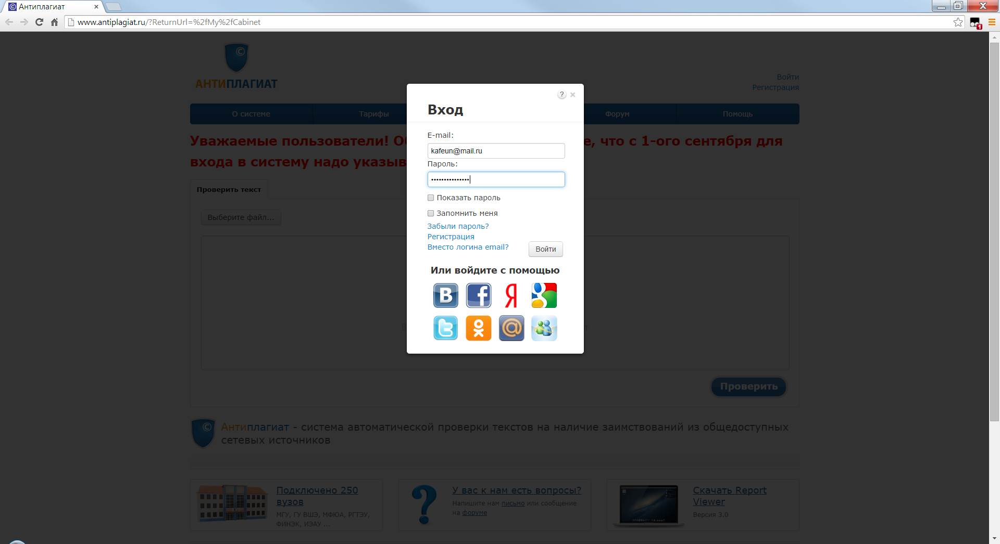 Антиплагиат
www.antiplagiat.ru/?ReturnUrl=%2fMy%2fCabinet
1
©
АНТИПЛАГИАТ
Войти
Регистрация
О системе
Тарифы
Форум
Помощь
Уважаемые пользователи! Об
е, что с 1-ого сентября для
входа в систему надо указыв
Проверить текст
Выберите файл...
?
Вход
E-mail:
kafeun@mail.ru
Пароль:
•••••••••••••••
Показать пароль
Запомнить меня
Забыли пароль?
Регистрация
Вместо логина email?
Войти
Или войдите с помощью
В f Я g
t @
Проверить
© Антиплагиат - система автоматической проверки текстов на наличие заимствований из общедоступных
сетевых источников
Подключено 250
вузов
МГУ, ГУ ВШЭ, МФЮА, РГТЭУ,
ФИНЭК, ИЭАУ ...
?
У вас к нам есть вопросы?
Напишите нам письмо или сообщение
на форуме
Скачать Report
Viewer
Версия 3.0